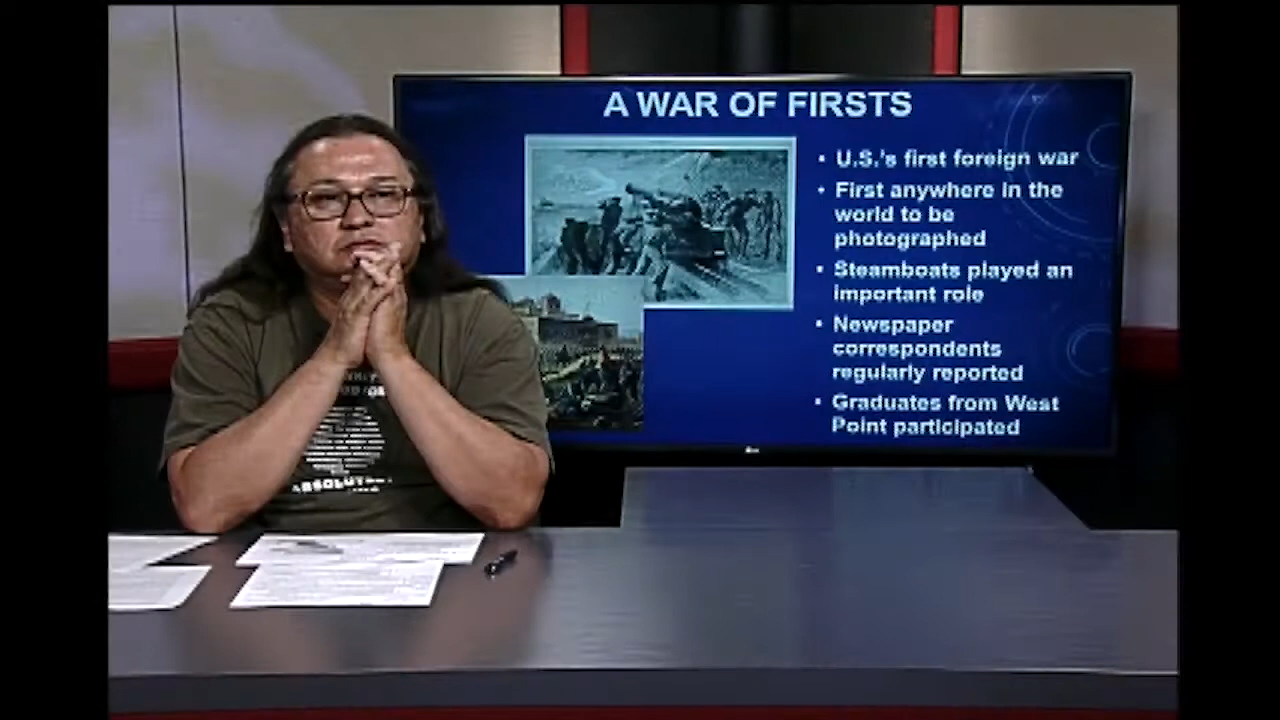 A WAR OF FIRSTS
• U.S.'s first foreign war
• First anywhere in the
world to be
photographed
• Steamboats played an
important role
• Newspaper
correspondents
regularly reported
• Graduates from West
Point participated
ABSOLUTE